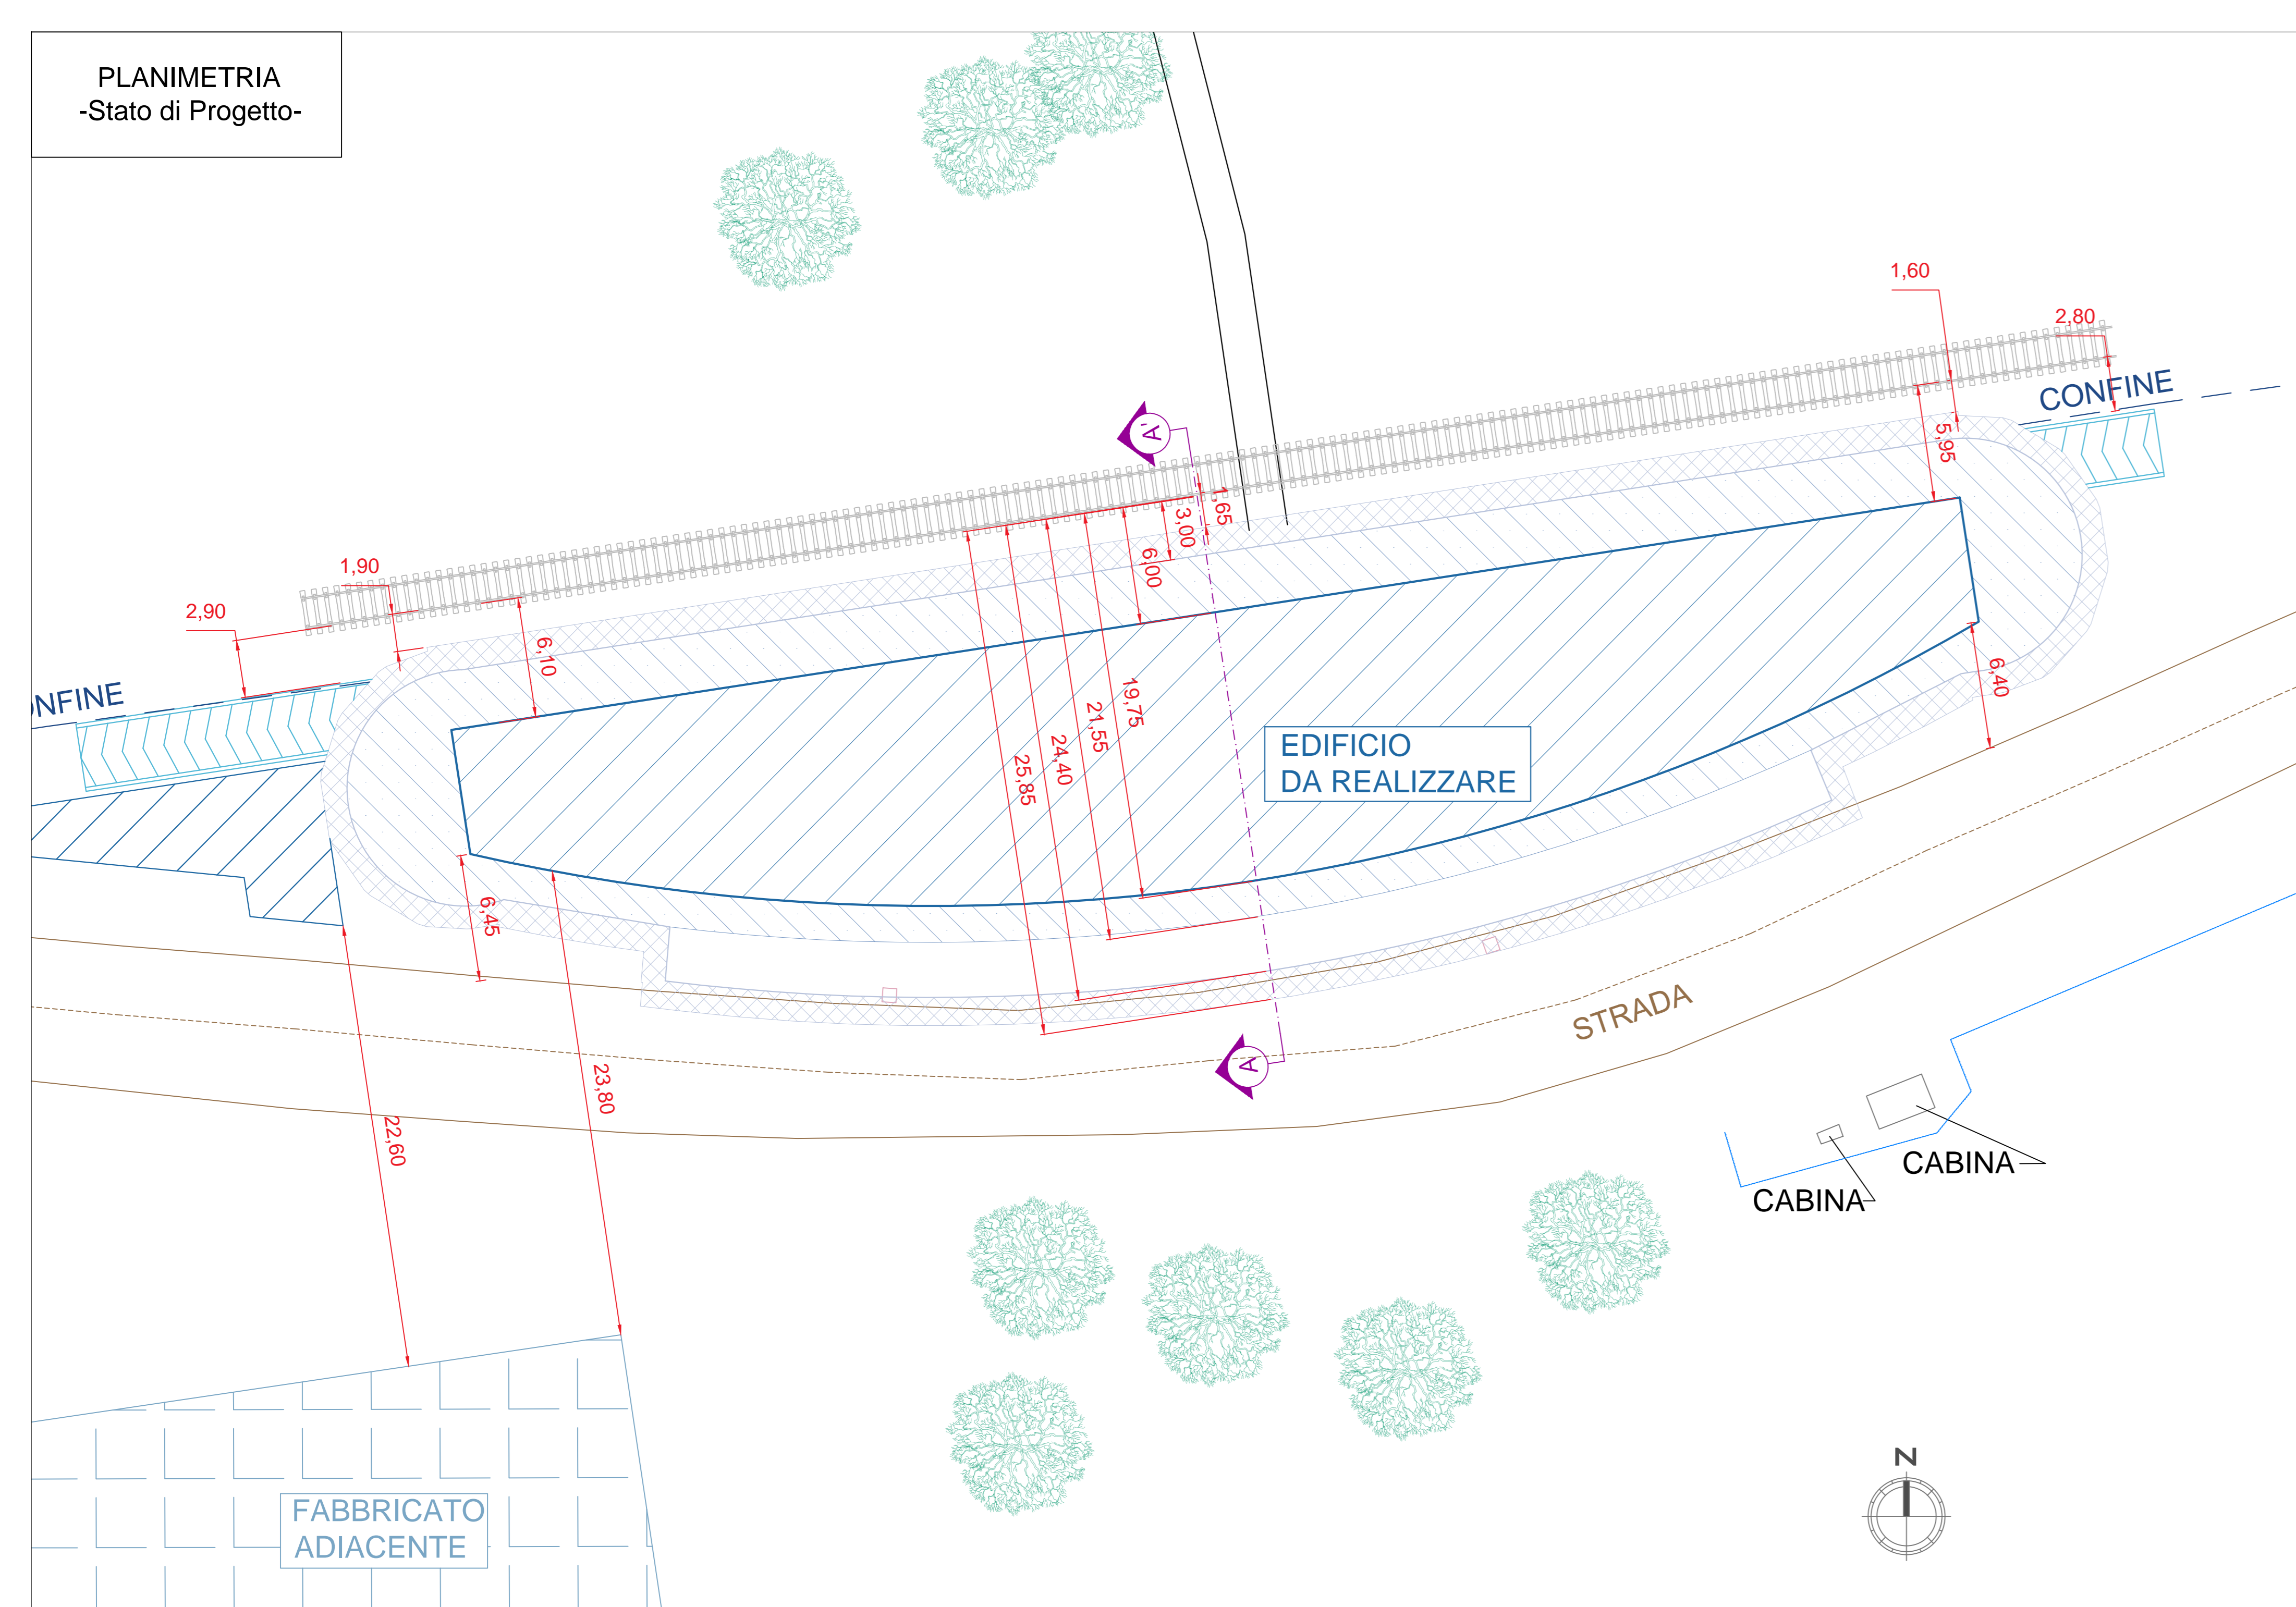 PLANIMETRIA
-Stato di Progetto-
1,60
2,80
CONFINE
5,95
A'
1,65
3,00
6,00
1,90
2,90
6,10
ONFINE
19,75
21,55
24,40
25,85
EDIFICIO
DA REALIZZARE
6,40
6,45
STRADA
A
23,80
22,60
CABINA
CABINA
N
FABBRICATO
ADIACENTE